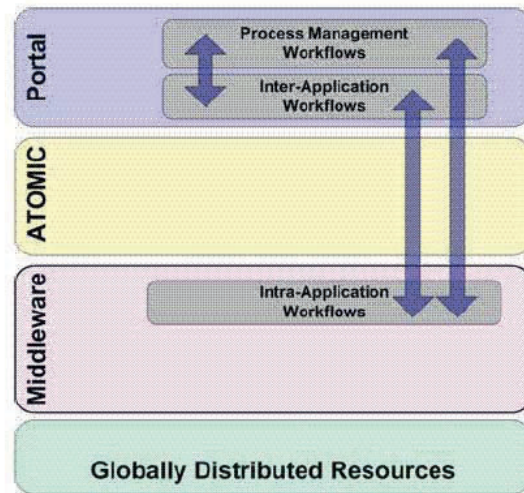 Portal
Process Management
Workflows
Inter-Application
Workflows
ATOMIC
Middleware
Intra-Application
Workflows
Globally Distributed Resources